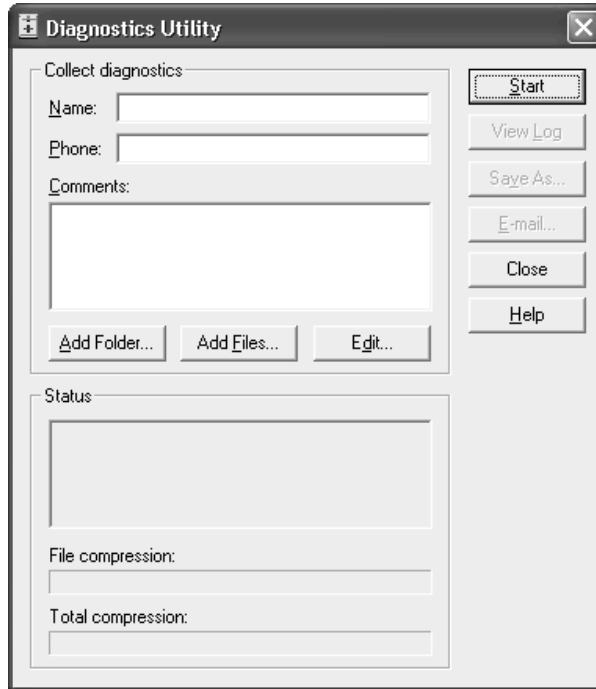 Diagnostics Utility
Collect diagnostics
Name:
Phone:
Comments:
Add Folder...
Add Files...
Edit...
Status
File compression:
Total compression:
Start
View Log
Save As...
E-mail...
Close
Help